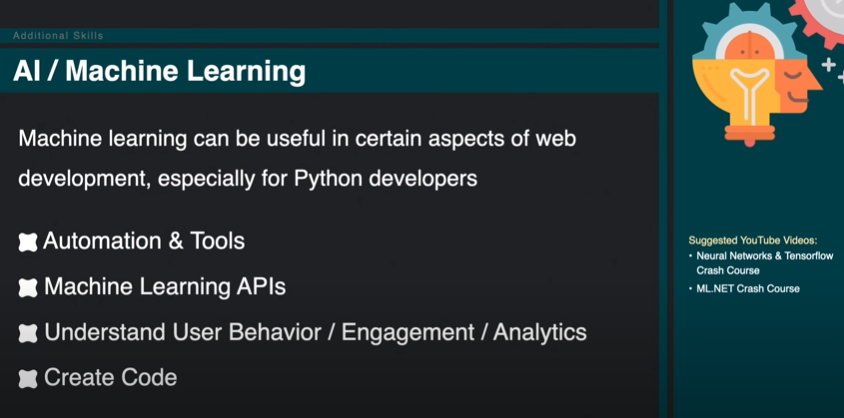 Additional Skills
AI / Machine Learning
Machine learning can be useful in certain aspects of web
development, especially for Python developers
Automation & Tools
Machine Learning APIs
Understand User Behavior / Engagement / Analytics
Create Code
Suggested YouTube Videos:
• Neural Networks & Tensorflow
Crash Course
• ML.NET Crash Course